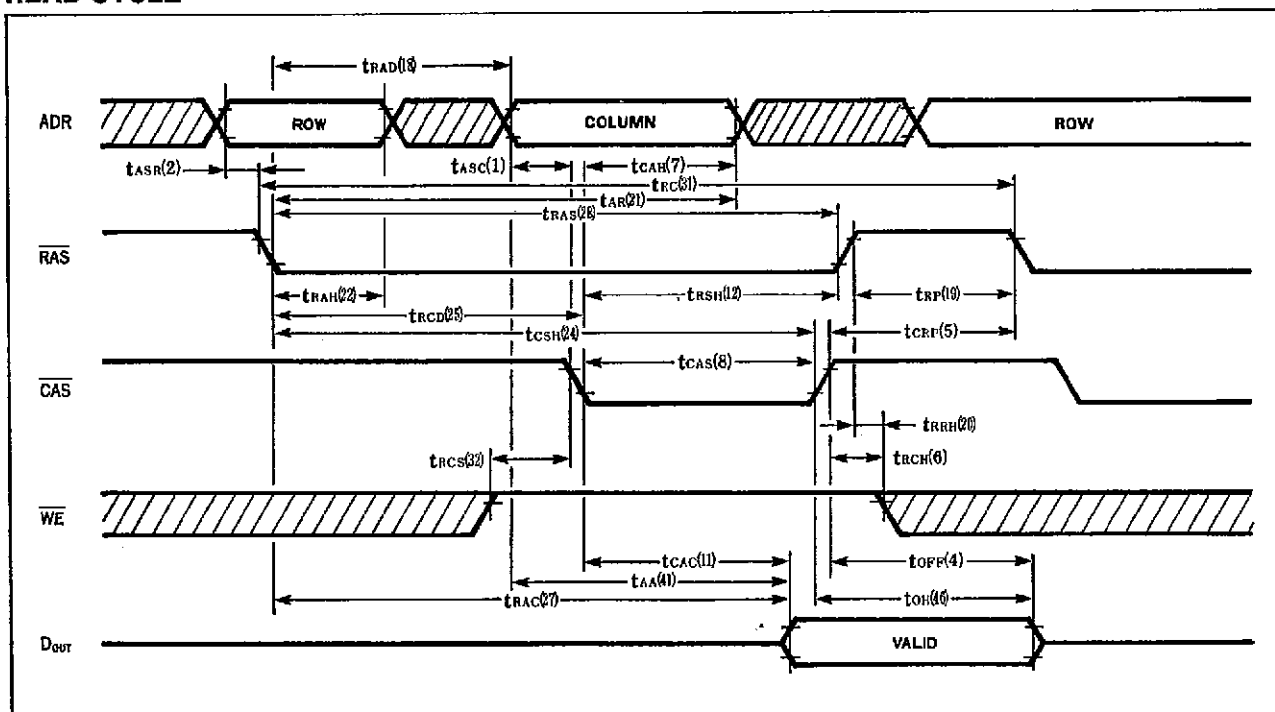 READ CYCLE
tRAD(18)
ADR
ROW
COLUMN
ROW
tASR(2)
tASC(1)
tCAH(7)
tRC(31)
tAR(21)
tRAS(28)
RAS
tRAH(22)
tRSH(12)
tRP(19)
tRCD(25)
tCSH(24)
tCRP(5)
CAS
tCAS(8)
tRRH(20)
tRCS(32)
tRCH(6)
WE
tCAC(11)
tOFF(4)
tAA(41)
tRAC(27)
tOH(46)
DOUT
VALID